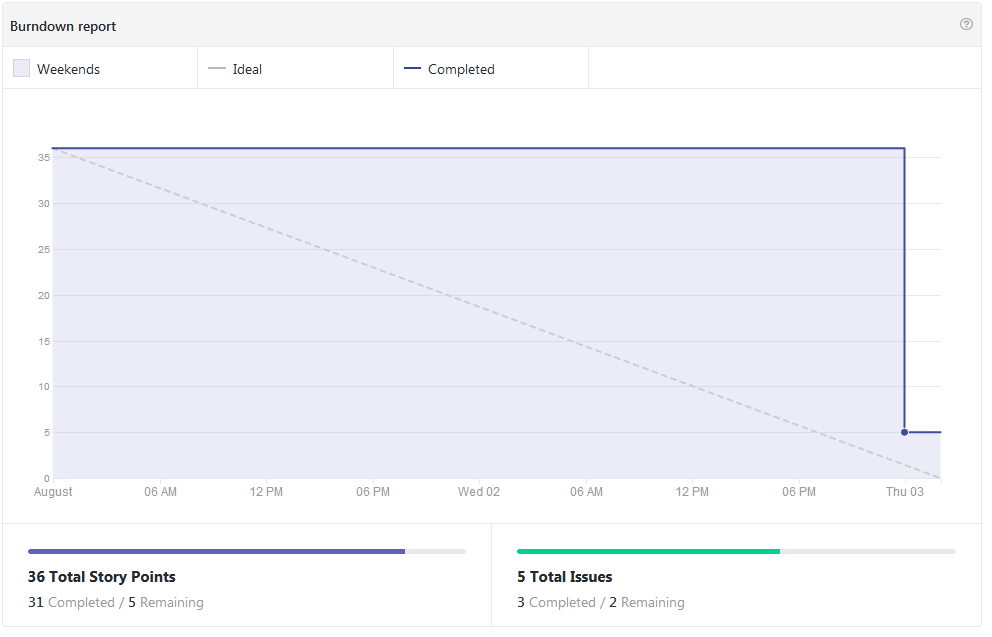 Burndown report
Weekends
Ideal
Completed
35
30
25
20
15
10
5
0
August 06 AM 12 PM 06 PM Wed 02 06 AM 12 PM 06 PM Thu 03
36 Total Story Points
31 Completed / 5 Remaining
5 Total Issues
3 Completed / 2 Remaining